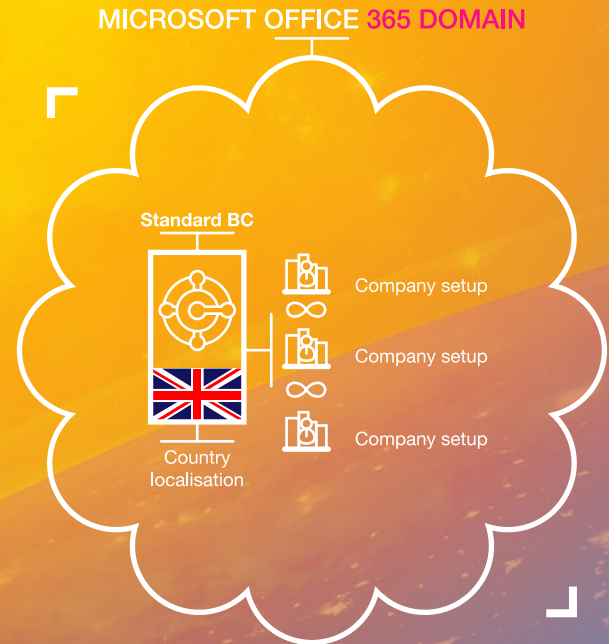 MICROSOFT OFFICE 365 DOMAIN
Standard BC
Company setup
Company setup
Company setup
Country
localisation